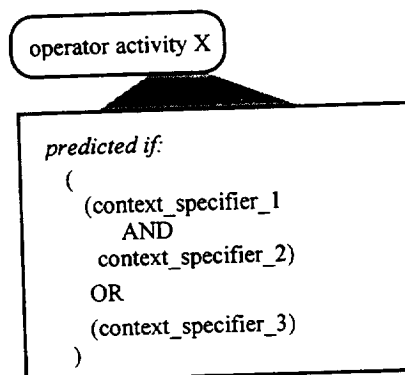 operator activity X
predicted if:
(
(context_specifier_1
AND
context_specifier_2)
OR
(context_specifier_3)
)